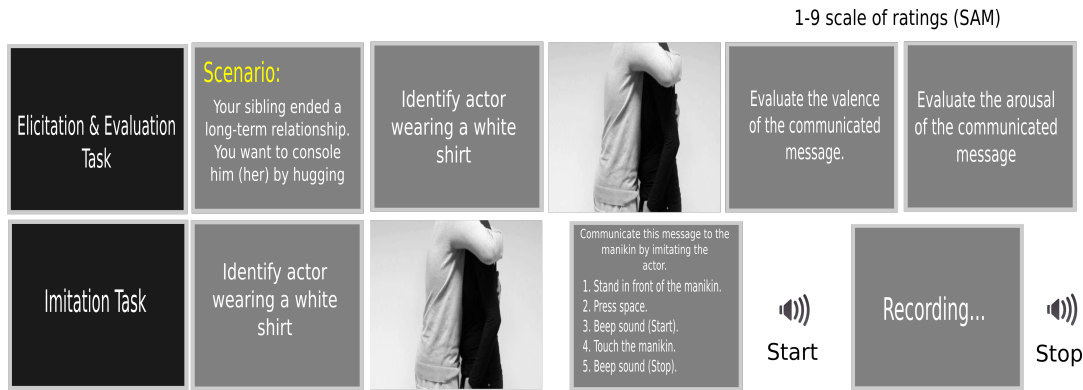 1-9 scale of ratings (SAM)
Elicitation & Evaluation
Task
Scenario:
Your sibling ended a
long-term relationship.
You want to console
him (her) by hugging
Identify actor
wearing a white
shirt
Evaluate the valence
of the communicated
message.
Evaluate the arousal
of the communicated
message
Imitation Task
Identify actor
wearing a white
shirt
Communicate this message to the
manikin by imitating the
actor.
1. Stand in front of the manikin.
2. Press space.
3. Beep sound (Start).
4. Touch the manikin.
5. Beep sound (Stop).
Start
Recording...
Stop